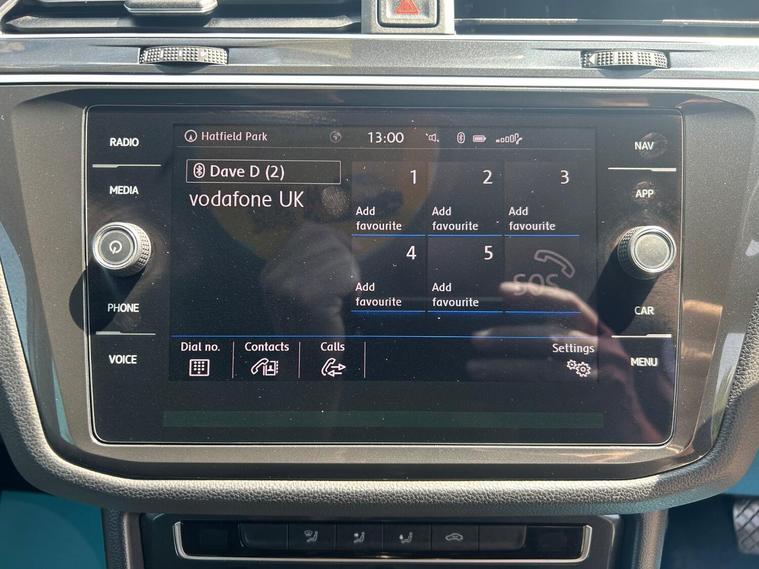 RADIO
MEDIA
PHONE
VOICE
Hatfield Park
13:00
Dave D (2)
vodafone UK
1
2
3
Add
favourite
Add
favourite
Add
favourite
4
5
Add
favourite
Add
favourite
SOS
Dial no.
Contacts
Calls
Settings
NAV
APP
CAR
MENU